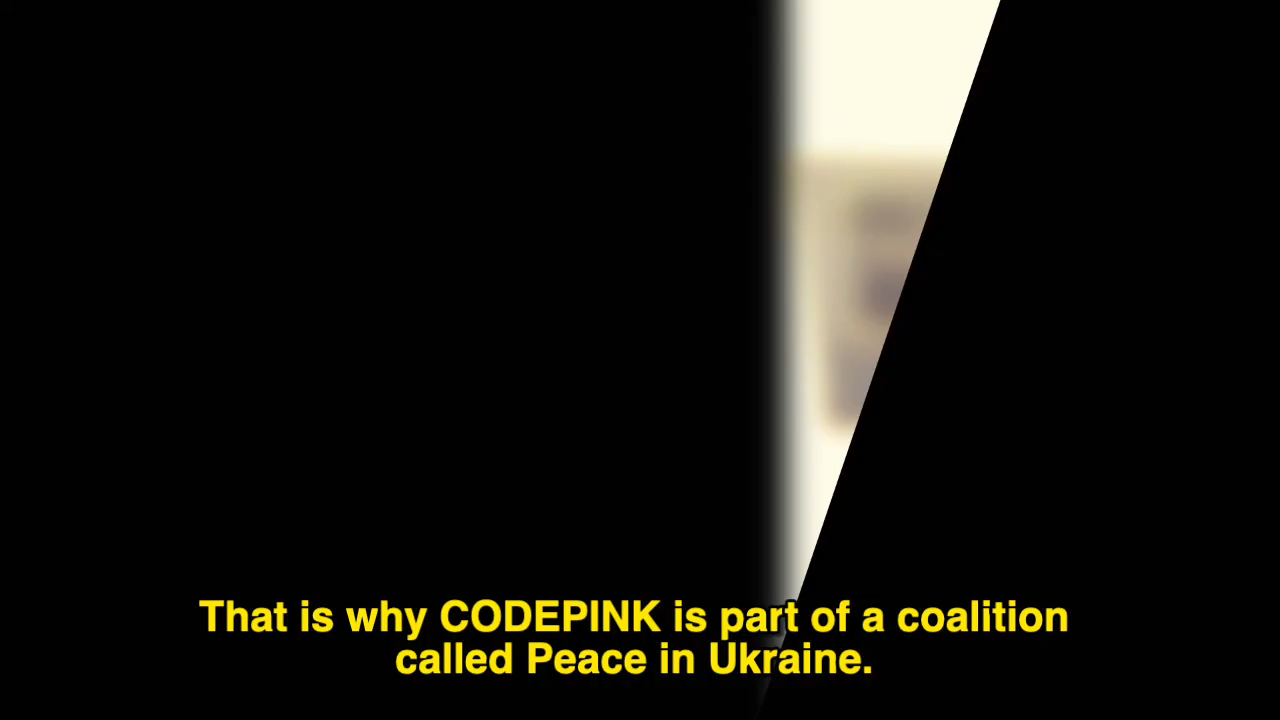 That is why CODEPINK is part of a coalition
called Peace in Ukraine.